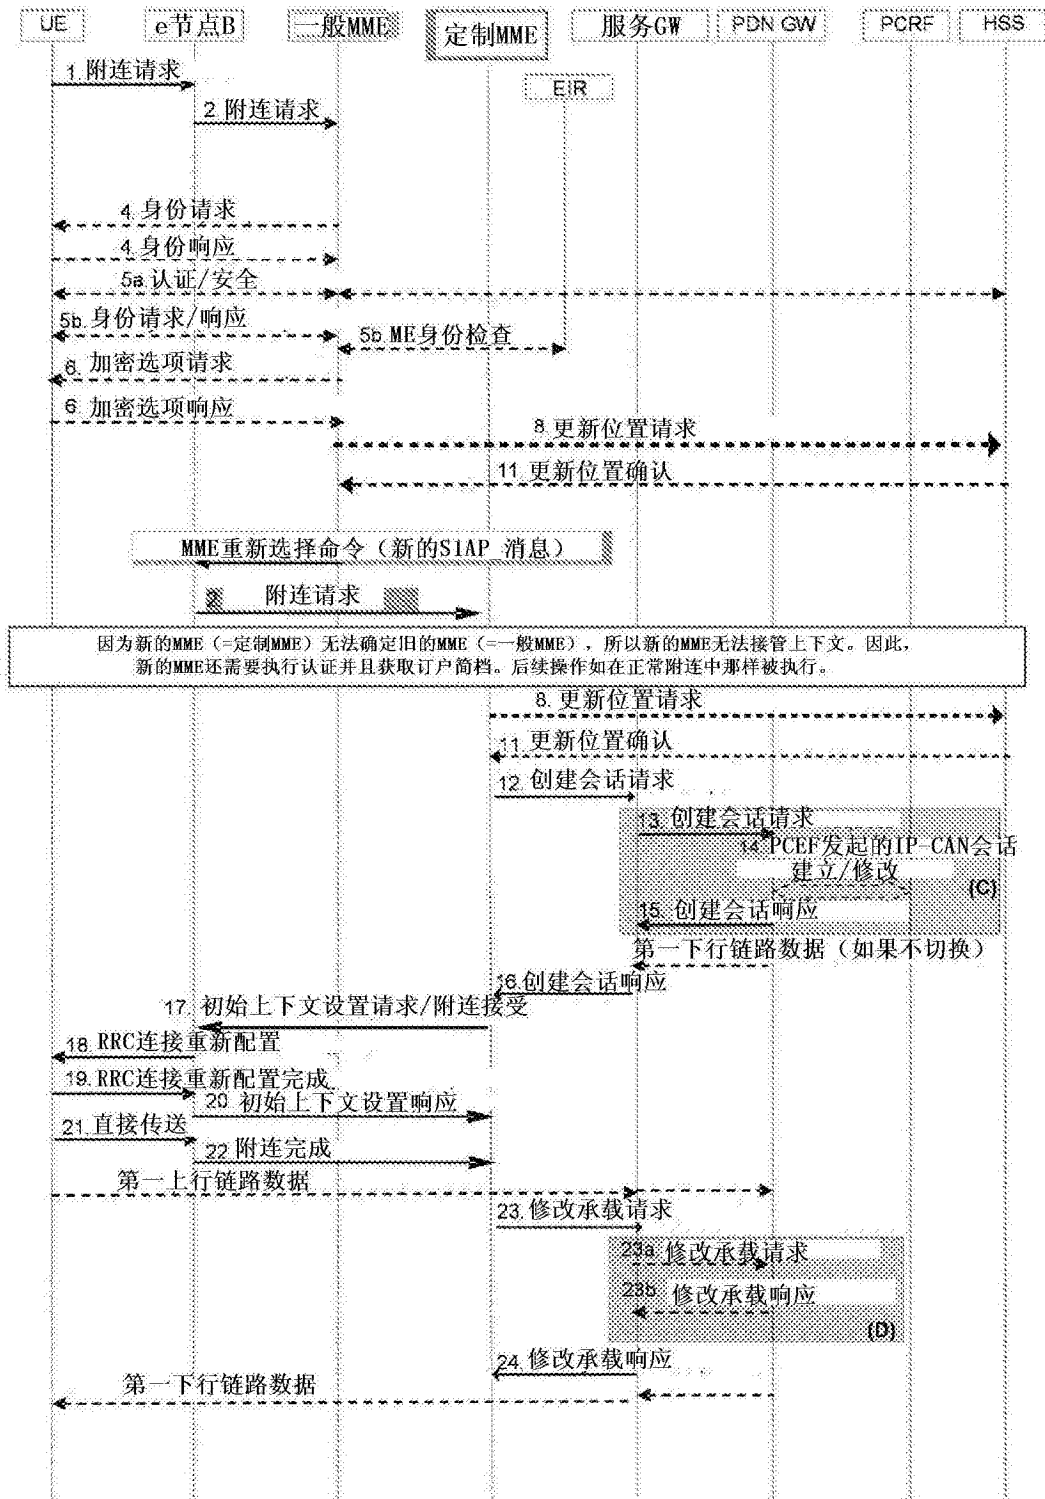 UE
e节点B
一般MME
定制MME
服务GW
PDN GW
PCRF
HSS
EIR
1. 附连请求
2. 附连请求
4. 身份请求
4. 身份响应
5a. 认证/安全
5b. 身份请求/响应
5b. ME身份检查
6. 加密选项请求
6. 加密选项响应
8. 更新位置请求
11. 更新位置确认
MME重新选择命令（新的S1AP 消息）
2 附连请求
因为新的MME（=定制MME）无法确定旧的MME（=一般MME），所以新的MME无法接管上下文。因此，
新的MME还需要执行认证并且获取订户简档。后续操作如在正常附连中那样被执行。
8. 更新位置请求
11. 更新位置确认
12. 创建会话请求
13. 创建会话请求
14. PCEF发起的IP-CAN会话
建立/修改
(C)
15. 创建会话响应
第一下行链路数据（如果不切换）
16. 创建会话响应
17. 初始上下文设置请求/附连接受
18. RRC连接重新配置
19. RRC连接重新配置完成
20. 初始上下文设置响应
21. 直接传送
22. 附连完成
第一上行链路数据
23. 修改承载请求
23a 修改承载请求
23b 修改承载响应
(D)
24. 修改承载响应
第一下行链路数据